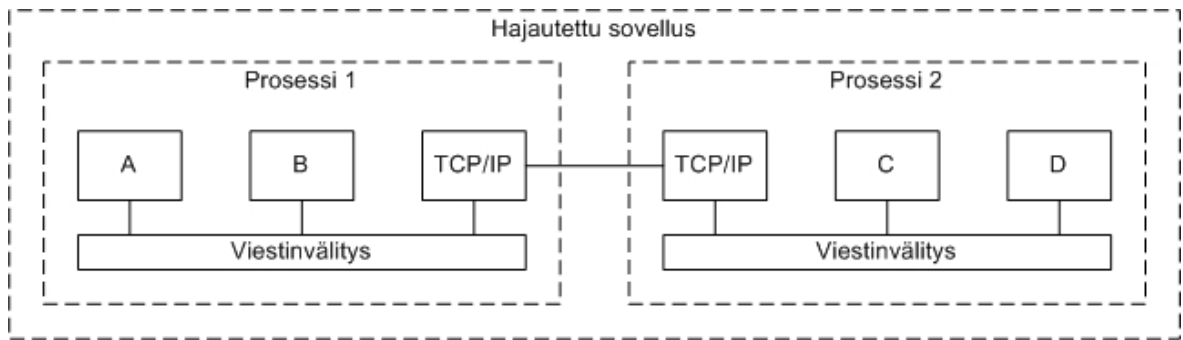 Hajautettu sovellus
Prosessi 1
Prosessi 2
A
B
TCP/IP
TCP/IP
C
D
Viestinvälitys
Viestinvälitys